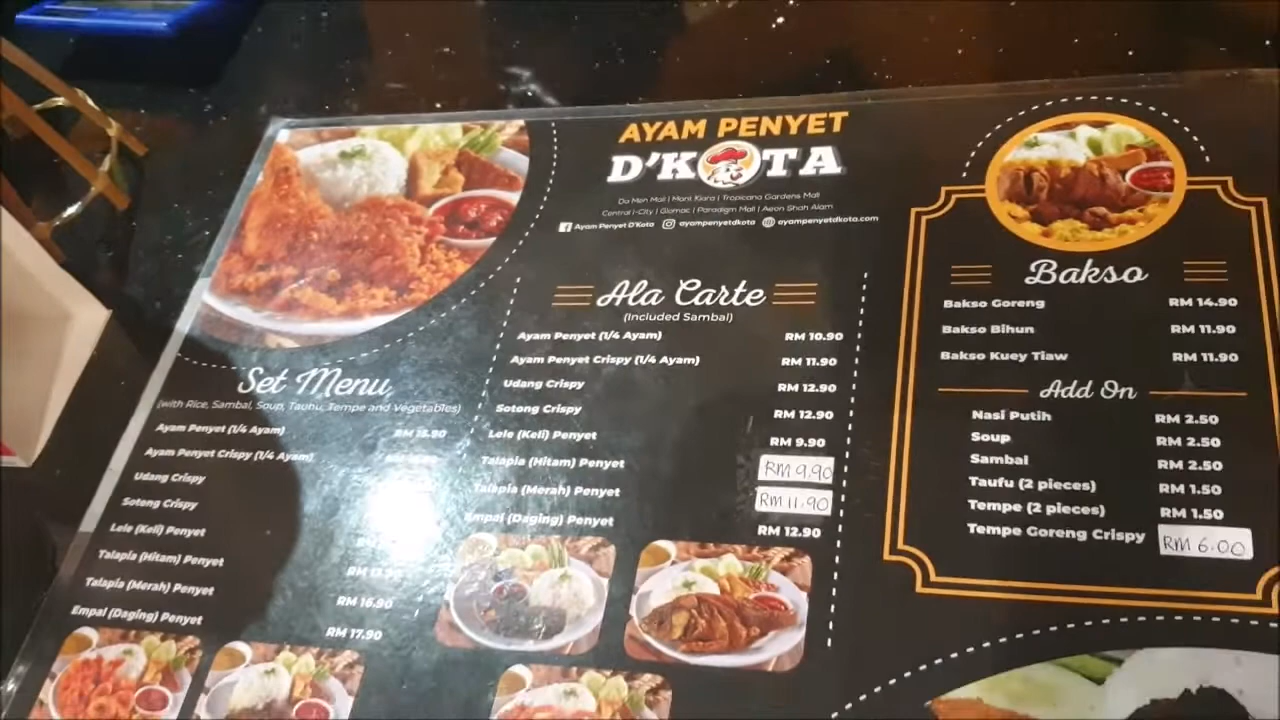 AYAM PENYET
D'KOTA
Da Men Mall | Mont Kiara | Tropicana Gardens Mall
Central i-City | Glomac | Paradigm Mall | Aeon Shah Alam
Ayam Penyet D'Kota ayampenyetdkota ayampenyetdkota.com
Set Menu
(with Rice, Sambal, Soup, Tauhu, Tempe and Vegetables)
Ayam Penyet (1/4 Ayam) RM 15.90
Ayam Penyet Crispy (1/4 Ayam)
Udang Crispy
Sotong Crispy
Lele (Keli) Penyet
Talapia (Hitam) Penyet
Talapia (Merah) Penyet RM 16.90
Empal (Daging) Penyet RM 17.90
Ala Carte
(Included Sambal)
Ayam Penyet (1/4 Ayam) RM 10.90
Ayam Penyet Crispy (1/4 Ayam) RM 11.90
Udang Crispy RM 12.90
Sotong Crispy RM 12.90
Lele (Keli) Penyet RM 9.90
Talapia (Hitam) Penyet RM 9.90
Talapia (Merah) Penyet RM 11.90
Empal (Daging) Penyet RM 12.90
Bakso
Bakso Goreng RM 14.90
Bakso Bihun RM 11.90
Bakso Kuey Tiaw RM 11.90
Add On
Nasi Putih RM 2.50
Soup RM 2.50
Sambal RM 2.50
Taufu (2 pieces) RM 1.50
Tempe (2 pieces) RM 1.50
Tempe Goreng Crispy RM 6.00